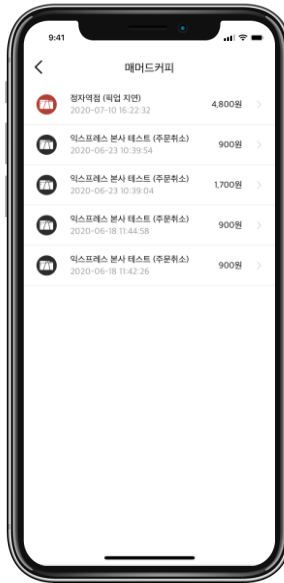 9:41
매머드커피
정자역점 (픽업 지연)
2020-07-10 16:22:32
4,800원
익스프레스 본사 테스트 (주문취소)
2020-06-23 10:39:54
900원
익스프레스 본사 테스트 (주문취소)
2020-06-23 10:39:04
1,700원
익스프레스 본사 테스트 (주문취소)
2020-06-18 11:44:58
900원
익스프레스 본사 테스트 (주문취소)
2020-06-18 11:42:26
900원